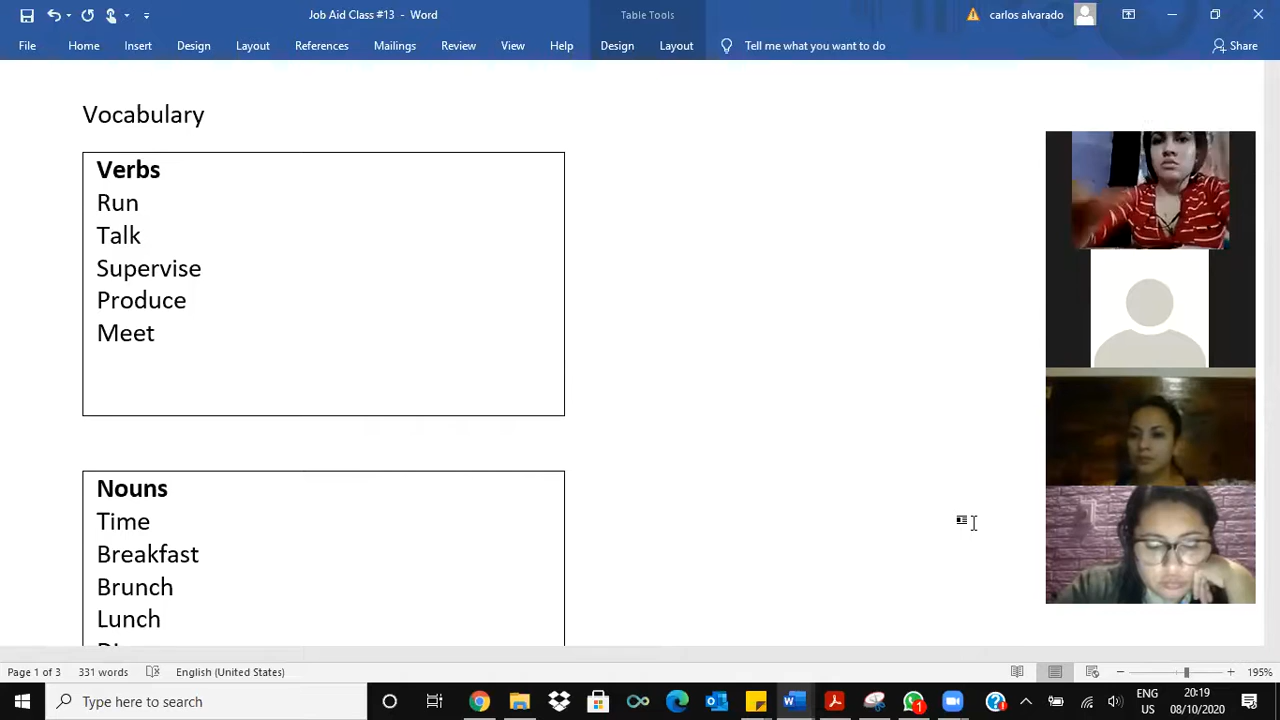 Job Aid Class #13 - Word
Table Tools
carlos alvarado
File Home Insert Design Layout References Mailings Review View Help Design Layout Tell me what you want to do Share
Vocabulary
Verbs
Run
Talk
Supervise
Produce
Meet
Nouns
Time
Breakfast
Brunch
Lunch
Page 1 of 3 331 words English (United States) 195%
Type here to search
1
ENG
US
20:19
08/10/2020